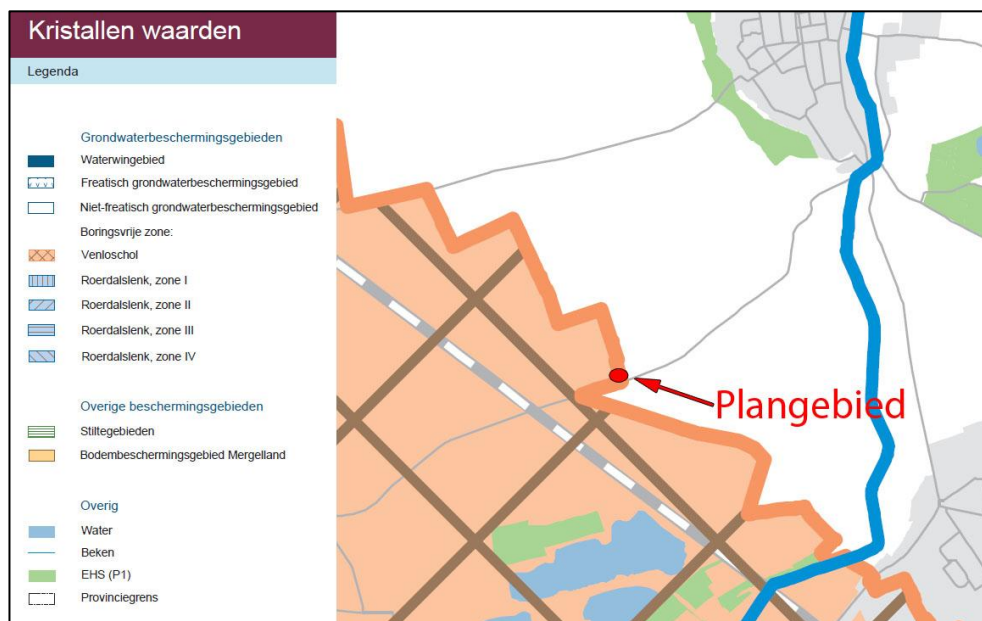 Kristallen waarden
Legenda
Grondwaterbeschermingsgebieden
Waterwingebied
Freatisch grondwaterbeschermingsgebied
Niet-freatisch grondwaterbeschermingsgebied
Boringsvrije zone:
Venloschol
Roerdalslenk, zone I
Roerdalslenk, zone II
Roerdalslenk, zone III
Roerdalslenk, zone IV
Overige beschermingsgebieden
Stiltegebieden
Bodembeschermingsgebied Mergelland
Overig
Water
Beken
EHS (P1)
Provinciegrens
Plangebied